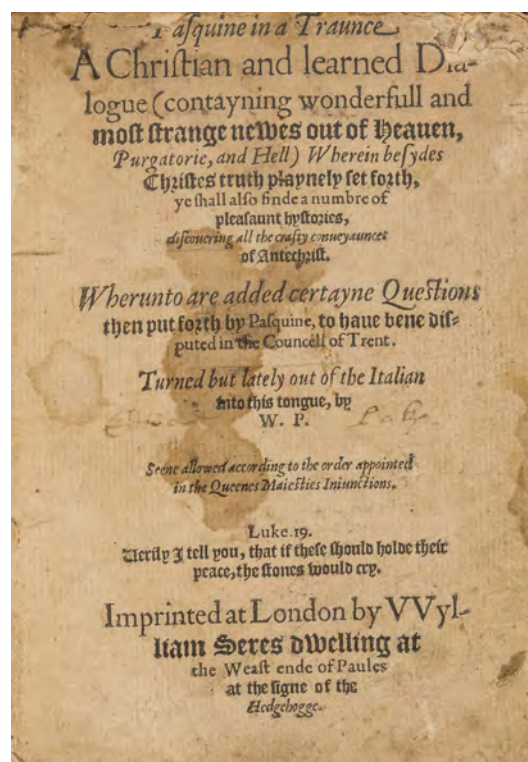 Pasquine in a Traunce
A Chriſtian and learned Dia-
logue (contayning wonderfull and
moſt ſtrange newes out of Heauen,
Purgatorie, and Hell) Wherein beſydes
Chriſtes truth playnely ſet forth,
ye ſhall alſo finde a numbre of
pleaſaunt hyſtories,
diſcouering all the crafty conueyaunces
of Antechriſt.
Wherunto are added certayne Queſtions
then put forth by Paſquine, to haue bene diſ=
puted in the Councell of Trent.
Turned but lately out of the Italian
into this tongue, by
W. P.
Seene allowed according to the order appointed
in the Queenes Maieſties Iniunctions.
Luke.19.
Verily I tell you, that if theſe ſhould holde their
peace, the ſtones would cry.
Imprinted at London by VVyl-
liam Seres dwelling at
the Weaſt ende of Paules
at the ſigne of the
Hedgehogge.